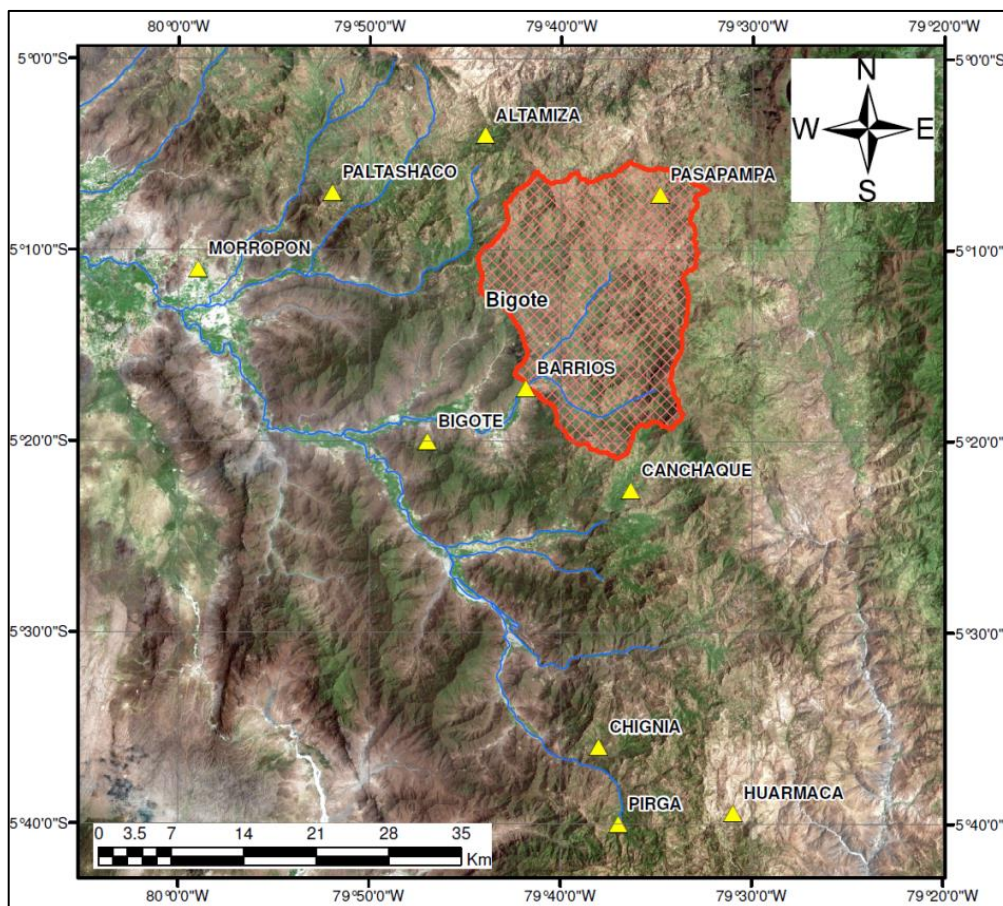 80°0'0"W 79°50'0"W 79°40'0"W 79°30'0"W 79°20'0"W
5°0'0"S 5°0'0"S
N
W E
S
ALTAMIZA
PALTASHACO
PASAPAMPA
5°10'0"S 5°10'0"S
MORROPON
Bigote
BARRIOS
BIGOTE
5°20'0"S 5°20'0"S
CANCHAQUE
5°30'0"S 5°30'0"S
CHIGNIA
HUARMACA
PIRGA
5°40'0"S 5°40'0"S
0 3.5 7 14 21 28 35
Km
80°0'0"W 79°50'0"W 79°40'0"W 79°30'0"W 79°20'0"W